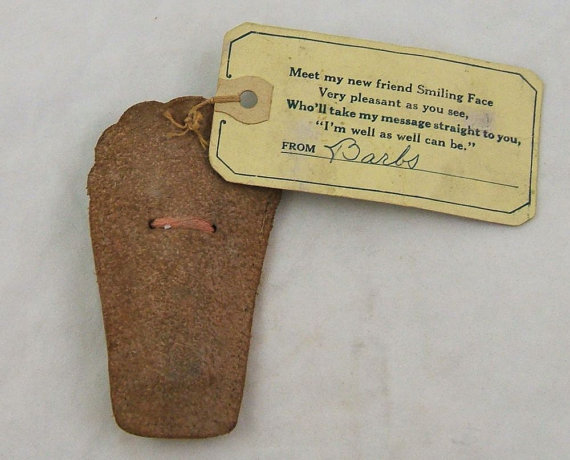 Meet my new friend Smiling Face
Very pleasant as you see,
Who'll take my message straight to you,
"I'm well as well can be."
FROM Barbs